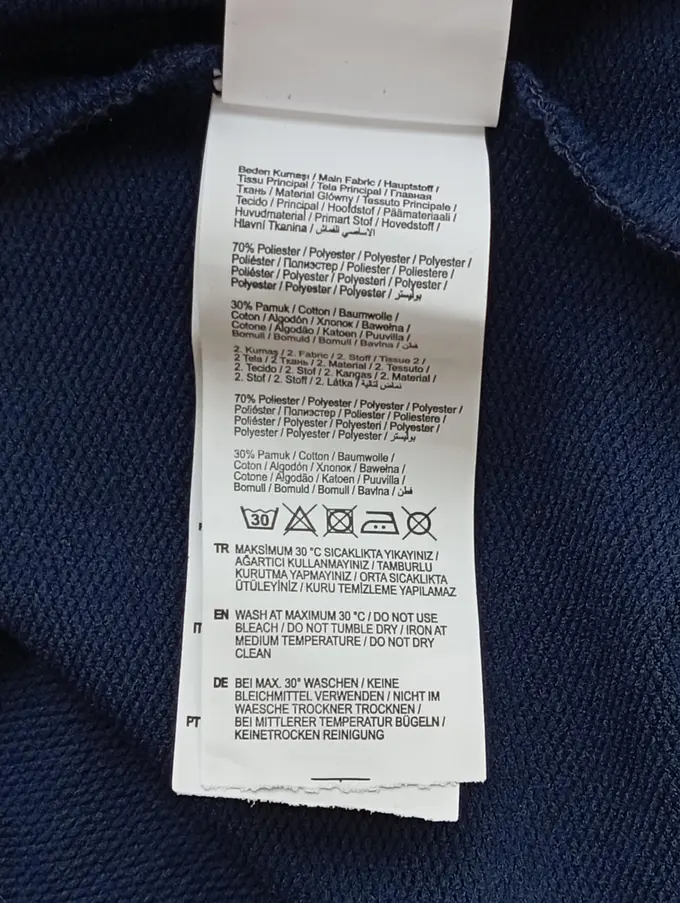 Beden Kumaşı / Main Fabric / Hauptstoff /
Tissu Principal / Tela Principal / Главная
Ткань / Material Główny / Tessuto Principale /
Tecido / Principal / Hoofdstof / Päämateriaali /
Huvudmaterial / Primart Stof / Hovedstoff /
Hlavní Tkanina / الاساسي القماش
70% Poliester / Polyester / Polyester / Polyester /
Poliéster / Полиэстер / Poliester / Poliestere /
Poliéster / Polyester / Polyesteri / Polyester /
Polyester / Polyester / Polyester / بوليستر
30% Pamuk / Cotton / Baumwolle /
Coton / Algodón / Хлопок / Bawełna /
Cotone / Algodão / Katoen / Puuvilla /
Bomull / Bomuld / Bomull / Bavlna / قطن
2. Kumaş / 2. Fabric / 2. Stoff / Tissue 2 /
2 Tela / 2 Ткань / 2. Material / 2. Tessuto /
2. Tecido / 2. Stof / 2. Kangas / 2. Material /
2. Stof / 2. Stoff / 2. Látka /
70% Poliester / Polyester / Polyester / Polyester /
Poliéster / Полиэстер / Poliester / Poliestere /
Poliéster / Polyester / Polyesteri / Polyester /
Polyester / Polyester / Polyester / بوليستر
30% Pamuk / Cotton / Baumwolle /
Coton / Algodón / Хлопок / Bawełna /
Cotone / Algodão / Katoen / Puuvilla /
Bomull / Bomuld / Bomull / Bavlna / قطن
30
TR MAKSİMUM 30 °C SICAKLIKTA YIKAYINIZ /
AĞARTICI KULLANMAYINIZ / TAMBURLU
KURUTMA YAPMAYINIZ / ORTA SICAKLIKTA
ÜTÜLEYİNİZ / KURU TEMİZLEME YAPILAMAZ
EN WASH AT MAXIMUM 30 °C / DO NOT USE
BLEACH / DO NOT TUMBLE DRY / IRON AT
MEDIUM TEMPERATURE / DO NOT DRY
CLEAN
IT
DE BEI MAX. 30° WASCHEN / KEINE
BLEICHMITTEL VERWENDEN / NICHT IM
WAESCHE TROCKNER TROCKNEN /
BEI MITTLERER TEMPERATUR BÜGELN /
KEINETROCKEN REINIGUNG
PT